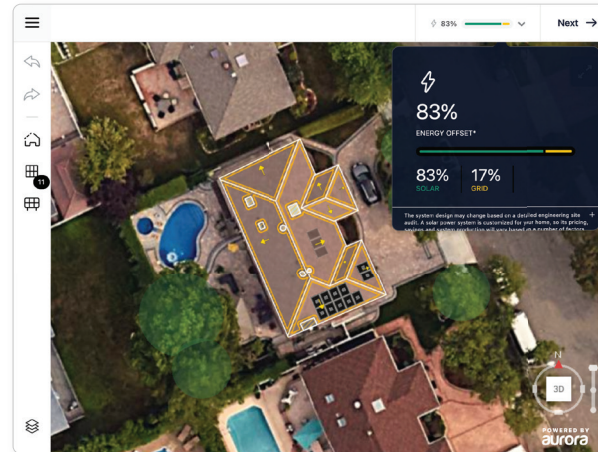 83%
Next →
83%
ENERGY OFFSET*
83% 17%
SOLAR GRID
The system design may change based on a detailed engineering site
audit. A solar power system is customized for your home, so its pricing,
savings and system production will vary based on a number of factors
11
N
3D
POWERED BY
aurora